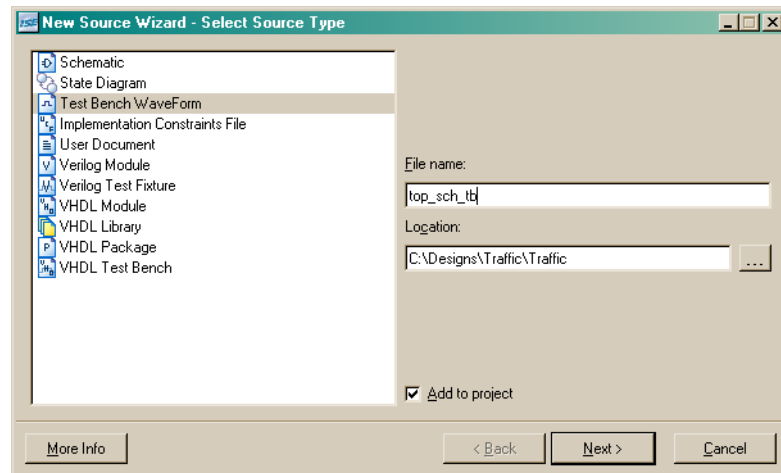 ISE New Source Wizard - Select Source Type
Schematic
State Diagram
Test Bench WaveForm
Implementation Constraints File
User Document
Verilog Module
Verilog Test Fixture
VHDL Module
VHDL Library
VHDL Package
VHDL Test Bench
File name:
top_sch_tb
Location:
C:\Designs\Traffic\Traffic
...
Add to project
More Info
< Back
Next >
Cancel